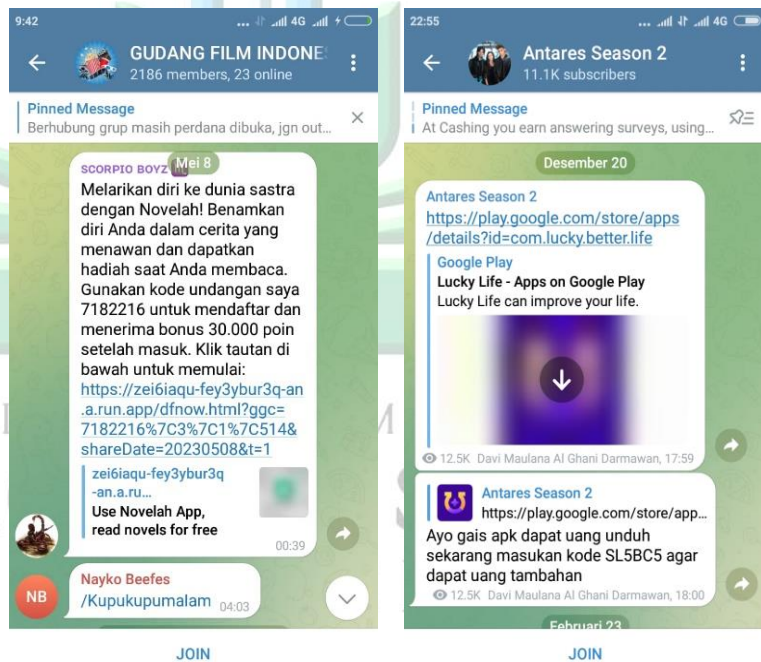 9:42
... 4G
GUDANG FILM INDONE
2186 members, 23 online
Pinned Message
Berhubung grup masih perdana dibuka, jgn out...
Mei 8
SCORPIO BOYZ
Melarikan diri ke dunia sastra
dengan Novelah! Benamkan
diri Anda dalam cerita yang
menawan dan dapatkan
hadiah saat Anda membaca.
Gunakan kode undangan saya
7182216 untuk mendaftar dan
menerima bonus 30.000 poin
setelah masuk. Klik tautan di
bawah untuk memulai:
https://zei6iaqu-fey3ybur3q-an
.a.run.app/dfnow.html?ggc=
7182216%7C3%7C1%7C514&
shareDate=20230508&t=1
zei6iaqu-fey3ybur3q
-an.a.ru...
Use Novelah App,
read novels for free
00:39
NB
Nayko Beefes
/Kupukupumalam 04:03
JOIN
22:55
... 4G
Antares Season 2
11.1K subscribers
Pinned Message
At Cashing you earn answering surveys, using...
Desember 20
Antares Season 2
https://play.google.com/store/apps
/details?id=com.lucky.better.life
Google Play
Lucky Life - Apps on Google Play
Lucky Life can improve your life.
12.5K Davi Maulana Al Ghani Darmawan, 17:59
Antares Season 2
https://play.google.com/store/app...
Ayo gais apk dapat uang unduh
sekarang masukan kode SL5BC5 agar
dapat uang tambahan
12.5K Davi Maulana Al Ghani Darmawan, 18:00
Februari 23
JOIN